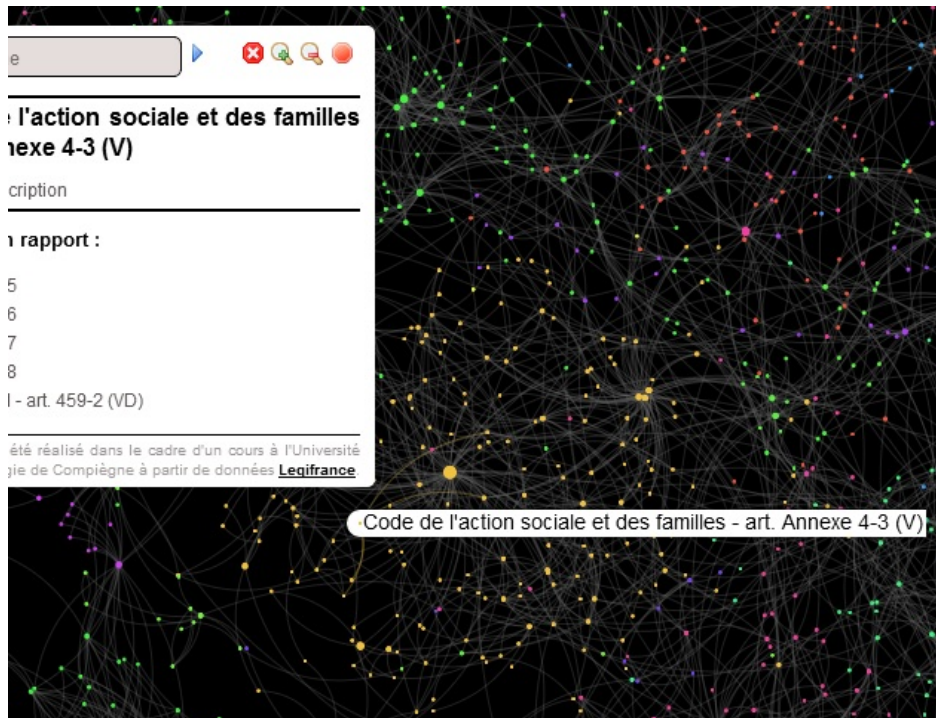 e
l'action sociale et des familles
nexe 4-3 (V)
cription
rapport :
5
6
7
8
- art. 459-2 (VD)
été réalisé dans le cadre d'un cours à l'Université
gie de Compiègne à partir de données Legifrance.
Code de l'action sociale et des familles - art. Annexe 4-3 (V)